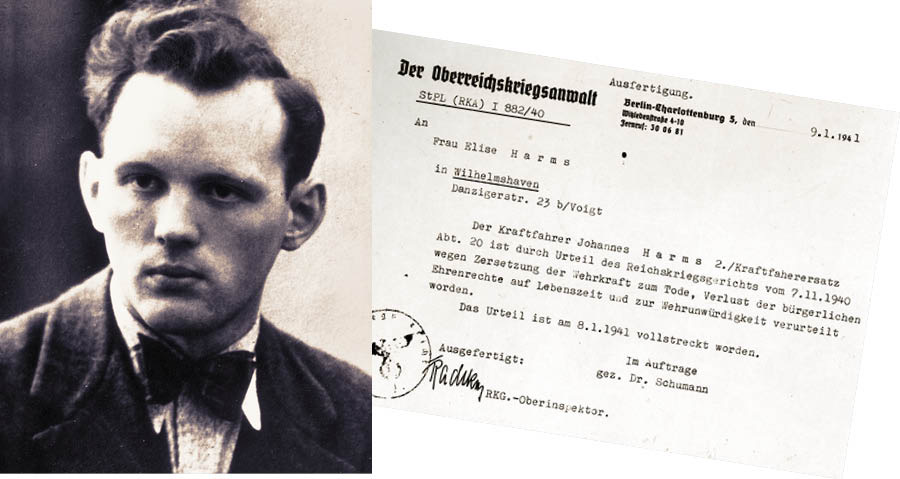 Der Oberreichskriegsanwalt
StPL (RKA) I 882/40
Ausfertigung.
Berlin-Charlottenburg 5, den 9.1.1941
Witzlebenstraße 4-10
Fernruf: 30 06 81
An
Frau Elise Harms
in Wilhelmshaven
Danzigerstr. 23 b/Voigt
Der Kraftfahrer Johannes Harms 2./Kraftfaherersatz
Abt. 20 ist durch Urteil des Reichskriegsgerichts vom 7.11.1940
wegen Zersetzung der Wehrkraft zum Tode, Verlust der bürgerlichen
Ehrenrechte auf Lebenszeit und zur Wehrunwürdigkeit verurteilt
worden.
Das Urteil ist am 8.1.1941 vollstreckt worden.
Ausgefertigt:
Im Auftrage
gez. Dr. Schumann
RKG.-Oberinspektor.